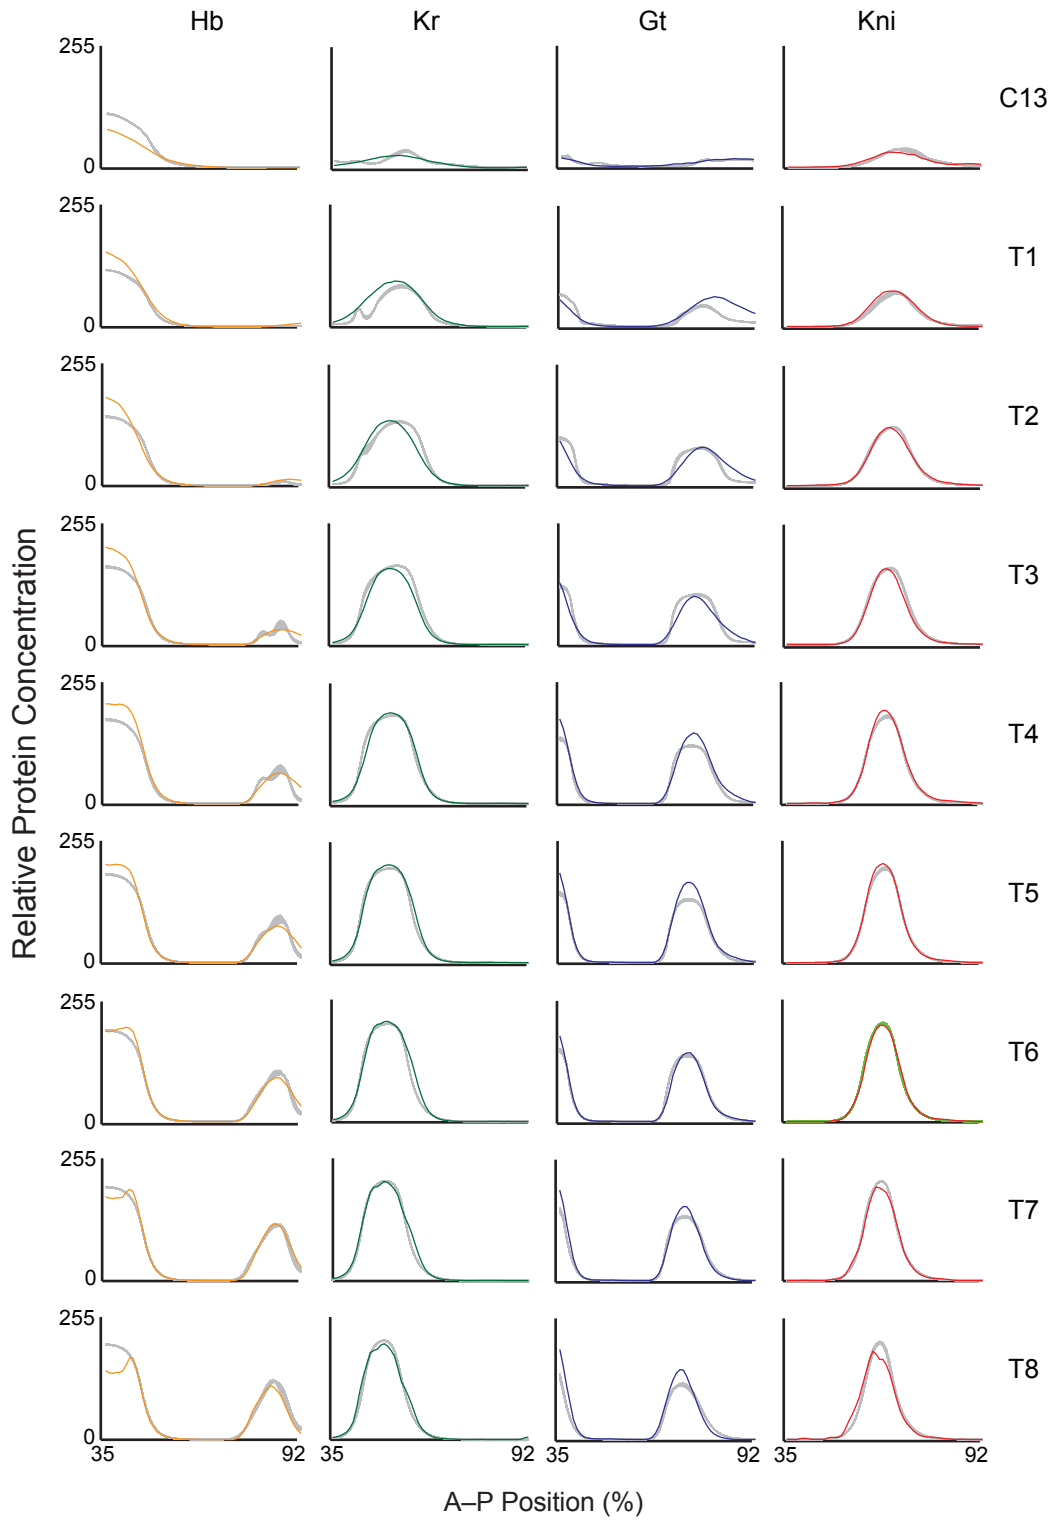 Hb Kr Gt Kni
255
0
C13
255
0
T1
255
0
T2
255
0
T3
255
0
T4
255
0
T5
255
0
T6
255
0
T7
255
0
T8
35 92 35 92 35 92 35 92
A–P Position (%)
Relative Protein Concentration